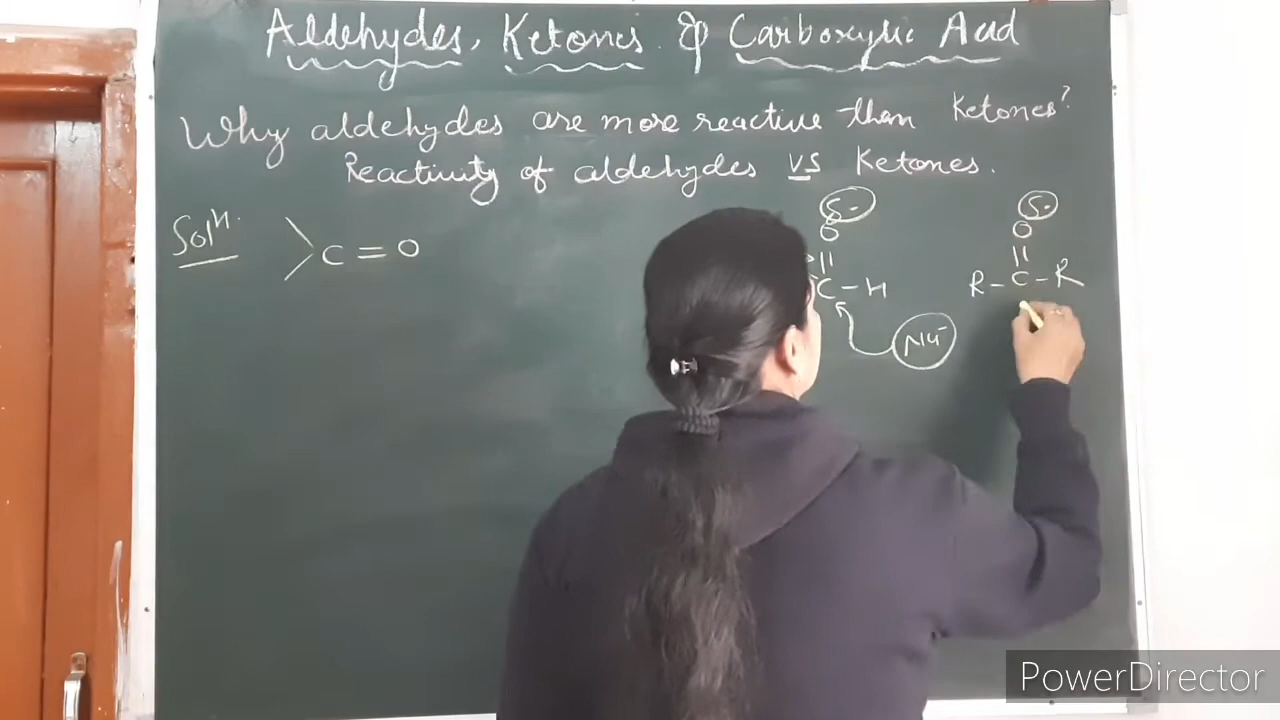 Aldehydes, Ketones & Carboxylic Acid
Why aldehydes are more reactive than Ketones?
Reactivity of aldehydes vs Ketones.
Solⁿ.
C = O
δ-
O
||
C - H
Nu⁻
δ-
O
||
R - C - R
PowerDirector